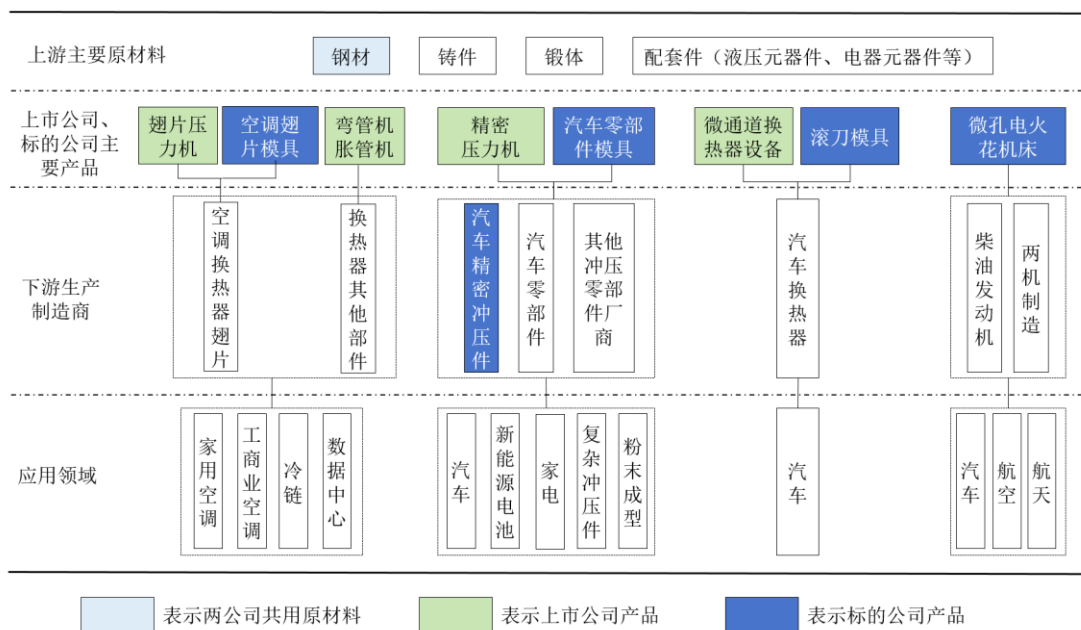 上游主要原材料
钢材
铸件
锻体
配套件（液压元器件、电器元器件等）
上市公司、
标的公司主
要产品
翅片压
力机
空调翅
片模具
弯管机
胀管机
精密
压力机
汽车零部
件模具
微通道换
热器设备
滚刀模具
微孔电火
花机床
下游生产
制造商
空调换热器翅片
换热器其他部件
汽车精密冲压件
汽车零部件
其他
冲压
零部
件厂
商
汽车换热器
柴油发动机
两机制造
应用领域
家用空调
工商业空调
冷链
数据中心
汽车
新能源电池
家电
复杂冲压件
粉末成型
汽车
汽车
航空
航天
表示两公司共用原材料
表示上市公司产品
表示标的公司产品